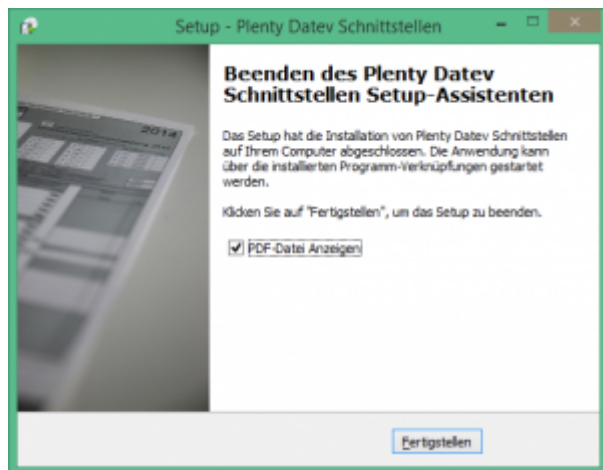 Setup - Plenty Datev Schnittstellen
2014
Beenden des Plenty Datev
Schnittstellen Setup-Assistenten
Das Setup hat die Installation von Plenty Datev Schnittstellen
auf Ihrem Computer abgeschlossen. Die Anwendung kann
über die installierten Programm-Verknüpfungen gestartet
werden.
Klicken Sie auf "Fertigstellen", um das Setup zu beenden.
PDF-Datei Anzeigen
Fertigstellen